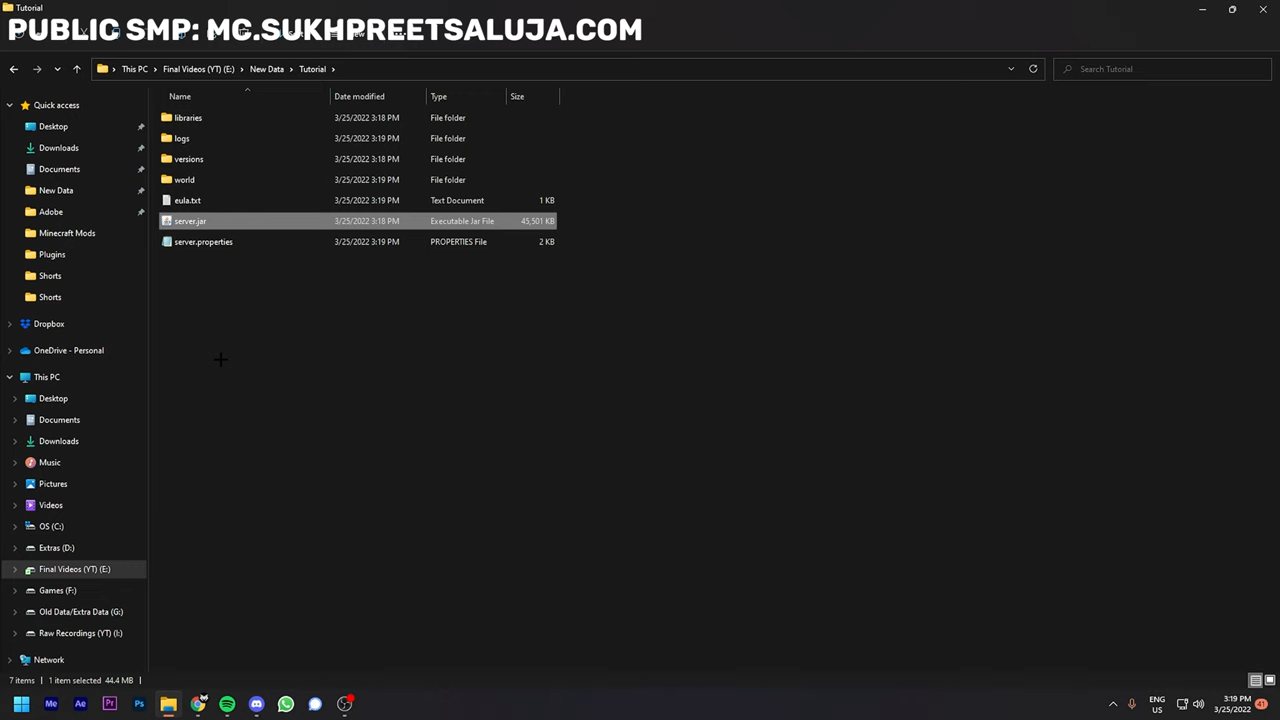 Tutorial
PUBLIC SMP: MC.SUKHPREETSALUJA.COM
This PC
Final Videos (YT) (E:)
New Data
Tutorial
Search Tutorial
Name
Date modified
Type
Size
libraries
3/25/2022 3:18 PM
File folder
logs
3/25/2022 3:19 PM
File folder
versions
3/25/2022 3:18 PM
File folder
world
3/25/2022 3:19 PM
File folder
eula.txt
3/25/2022 3:19 PM
Text Document
1 KB
server.jar
3/25/2022 3:18 PM
Executable Jar File
45,501 KB
server.properties
3/25/2022 3:19 PM
PROPERTIES File
2 KB
Quick access
Desktop
Downloads
Documents
New Data
Adobe
Minecraft Mods
Plugins
Shorts
Shorts
Dropbox
OneDrive - Personal
This PC
Desktop
Documents
Downloads
Music
Pictures
Videos
OS (C:)
Extras (D:)
Final Videos (YT) (E:)
Games (F:)
Old Data/Extra Data (G:)
Raw Recordings (YT) (I:)
Network
7 items
1 item selected 44.4 MB
Me
Ae
Pr
Ps
ENG
US
3:19 PM
3/25/2022
41